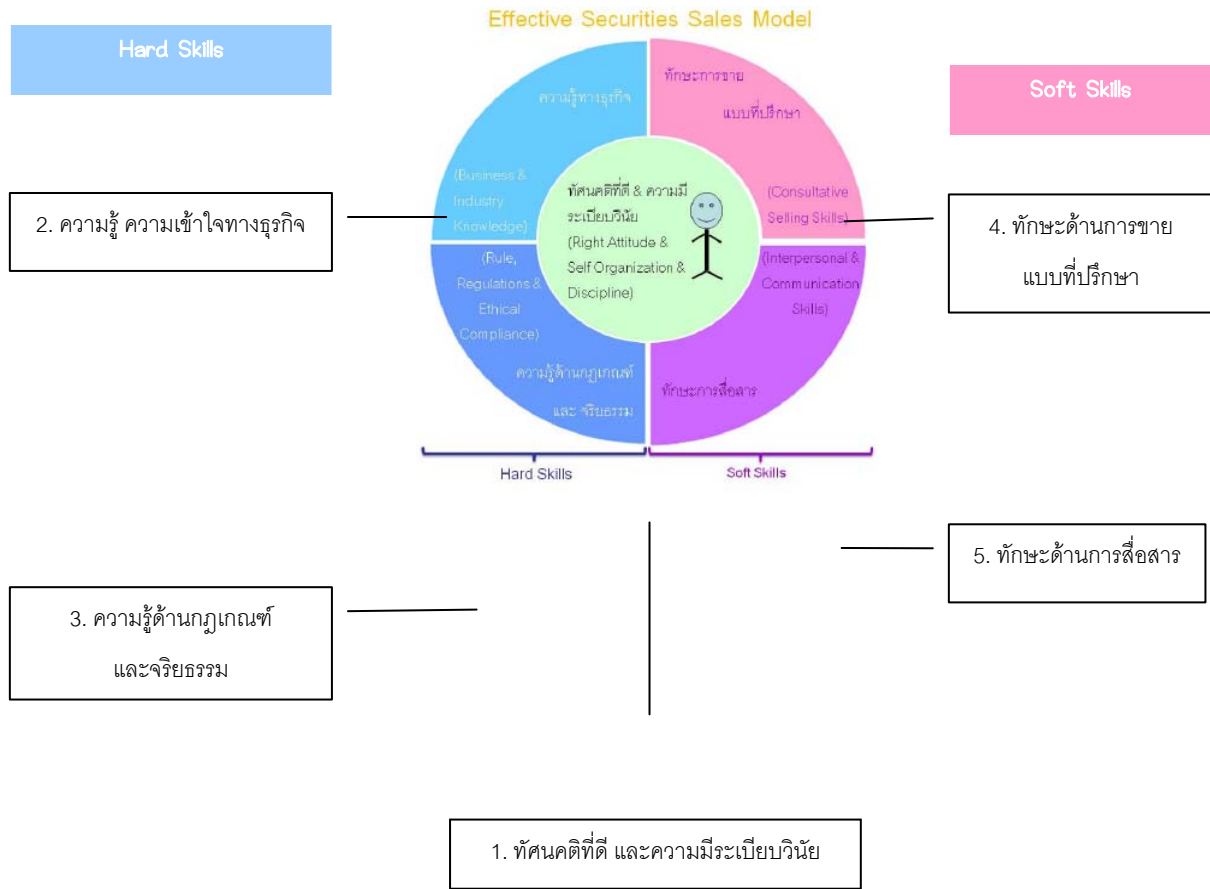 Effective Securities Sales Model
Hard Skills
Soft Skills
ความรู้ทางธุรกิจ
(Business &
Industry
Knowledge)
ทักษะการขาย
แบบที่ปรึกษา
(Consultative
Selling Skills)
ทัศนคติที่ดี & ความมี
ระเบียบวินัย
(Right Attitude &
Self Organization &
Discipline)
(Rule,
Regulations &
Ethical
Compliance)
ความรู้ด้านกฎเกณฑ์
และ จริยธรรม
(Interpersonal &
Communication
Skills)
ทักษะการสื่อสาร
Hard Skills
Soft Skills
2. ความรู้ ความเข้าใจทางธุรกิจ
4. ทักษะด้านการขาย
แบบที่ปรึกษา
5. ทักษะด้านการสื่อสาร
3. ความรู้ด้านกฎเกณฑ์
และจริยธรรม
1. ทัศนคติที่ดี และความมีระเบียบวินัย